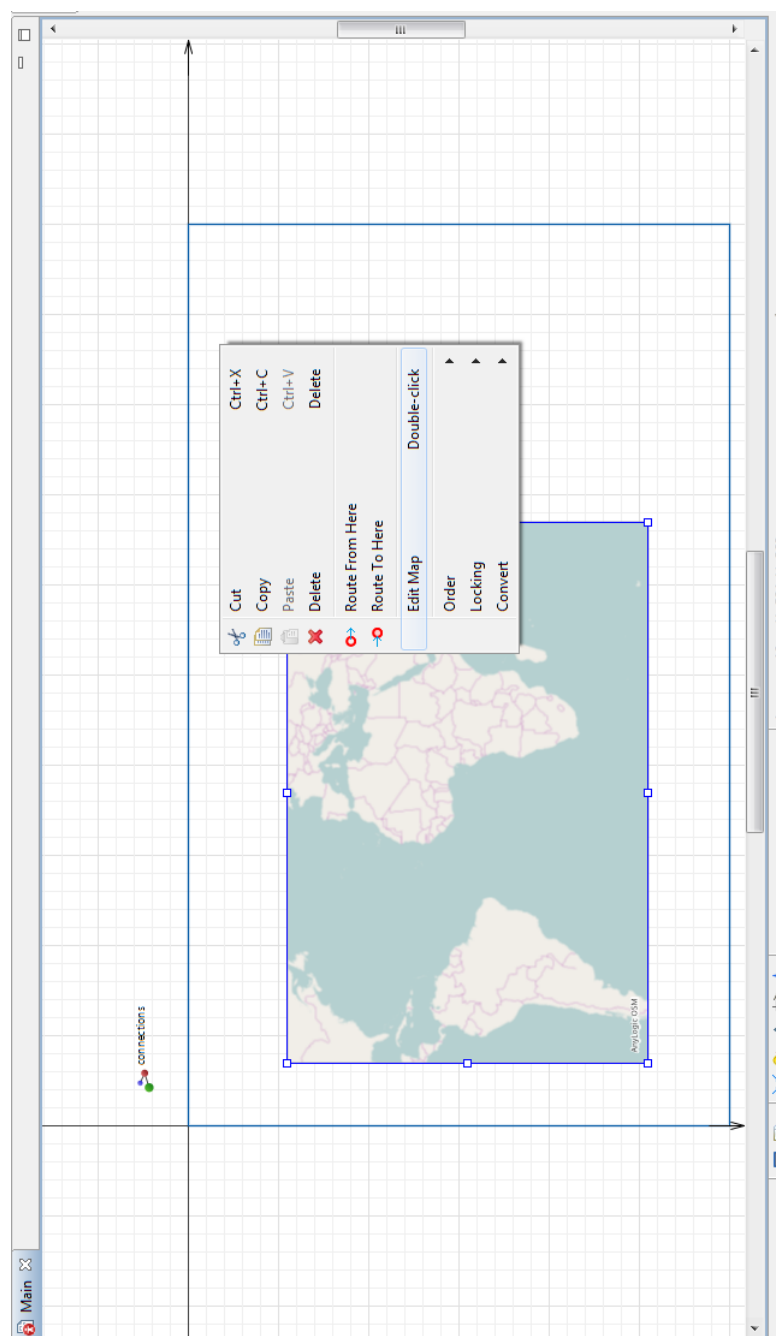 Main
connections
Cut Ctrl+X
Copy Ctrl+C
Paste Ctrl+V
Delete Delete
Route From Here
Route To Here
Edit Map Double-click
Order
Locking
Convert
AnyLogic OSM